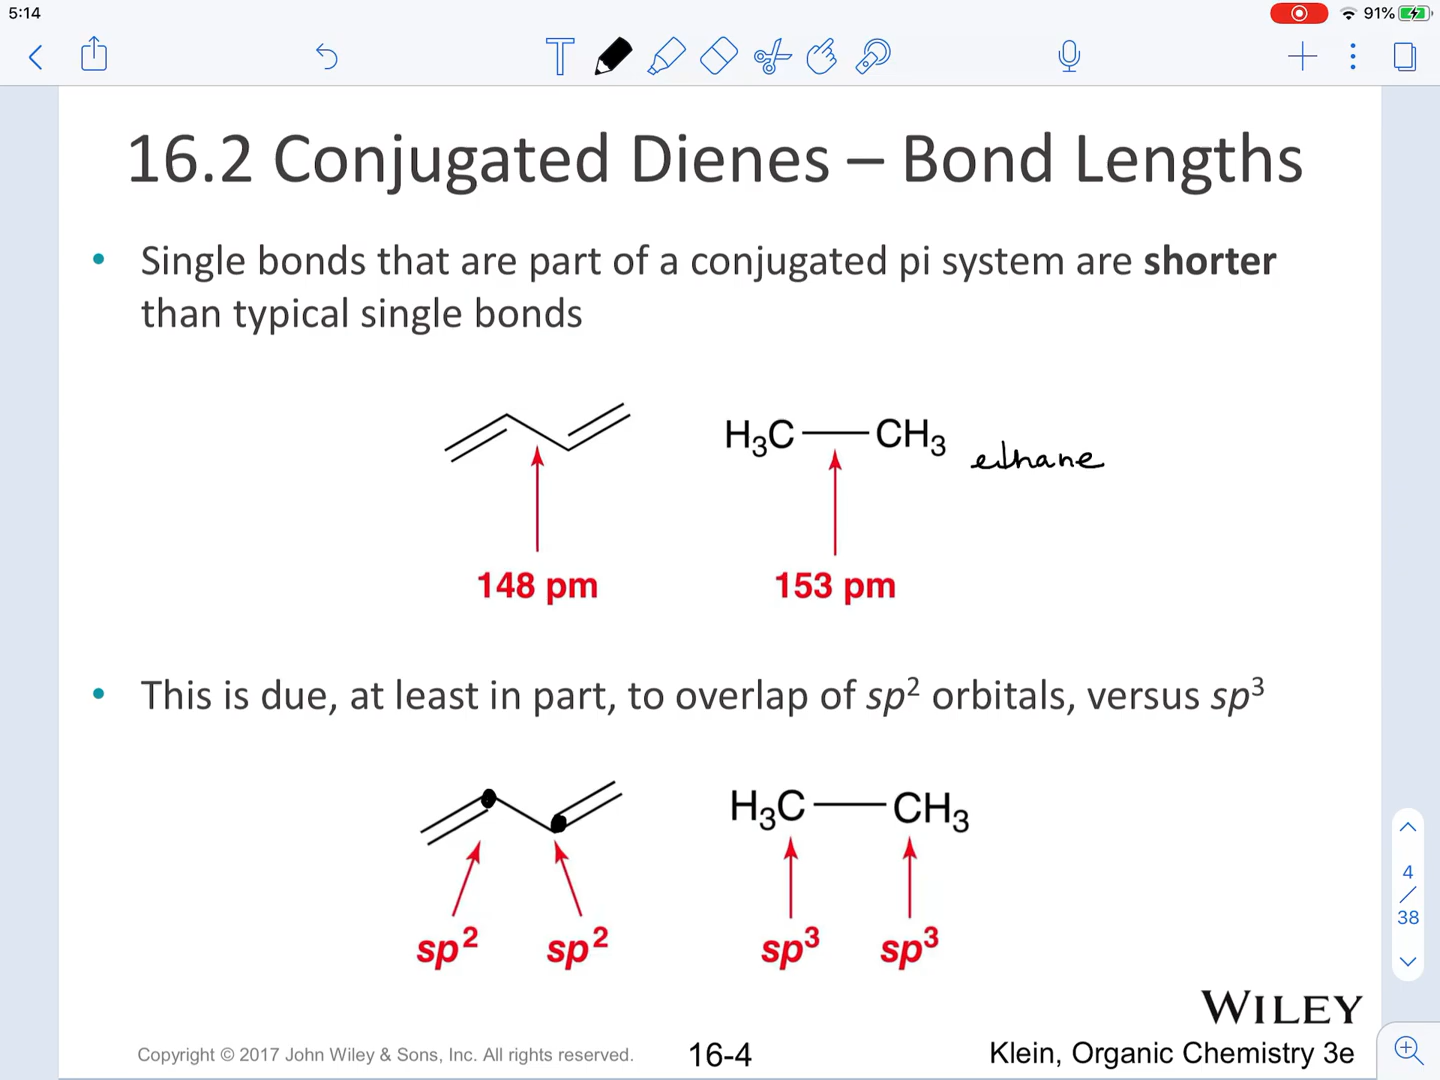 5:14
91%
T
16.2 Conjugated Dienes – Bond Lengths
• Single bonds that are part of a conjugated pi system are shorter
than typical single bonds
H₃C—CH₃ ethane
148 pm 153 pm
• This is due, at least in part, to overlap of sp² orbitals, versus sp³
H₃C—CH₃
sp² sp² sp³ sp³
4
/
38
WILEY
Copyright © 2017 John Wiley & Sons, Inc. All rights reserved. 16-4 Klein, Organic Chemistry 3e